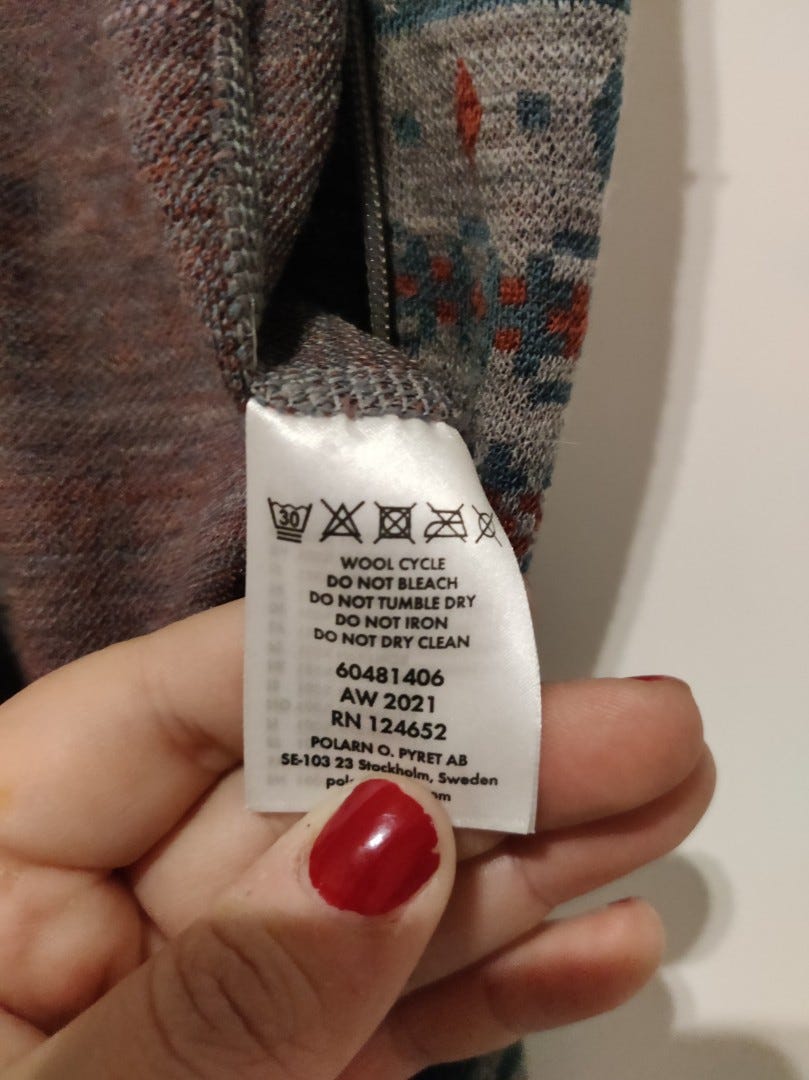 30
WOOL CYCLE
DO NOT BLEACH
DO NOT TUMBLE DRY
DO NOT IRON
DO NOT DRY CLEAN
60481406
AW 2021
RN 124652
POLARN O. PYRET AB
SE-103 23 Stockholm, Sweden